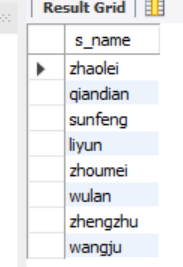 Result Grid
s_name
zhaolei
qiandian
sunfeng
liyun
zhoumei
wulan
zhengzhu
wangju